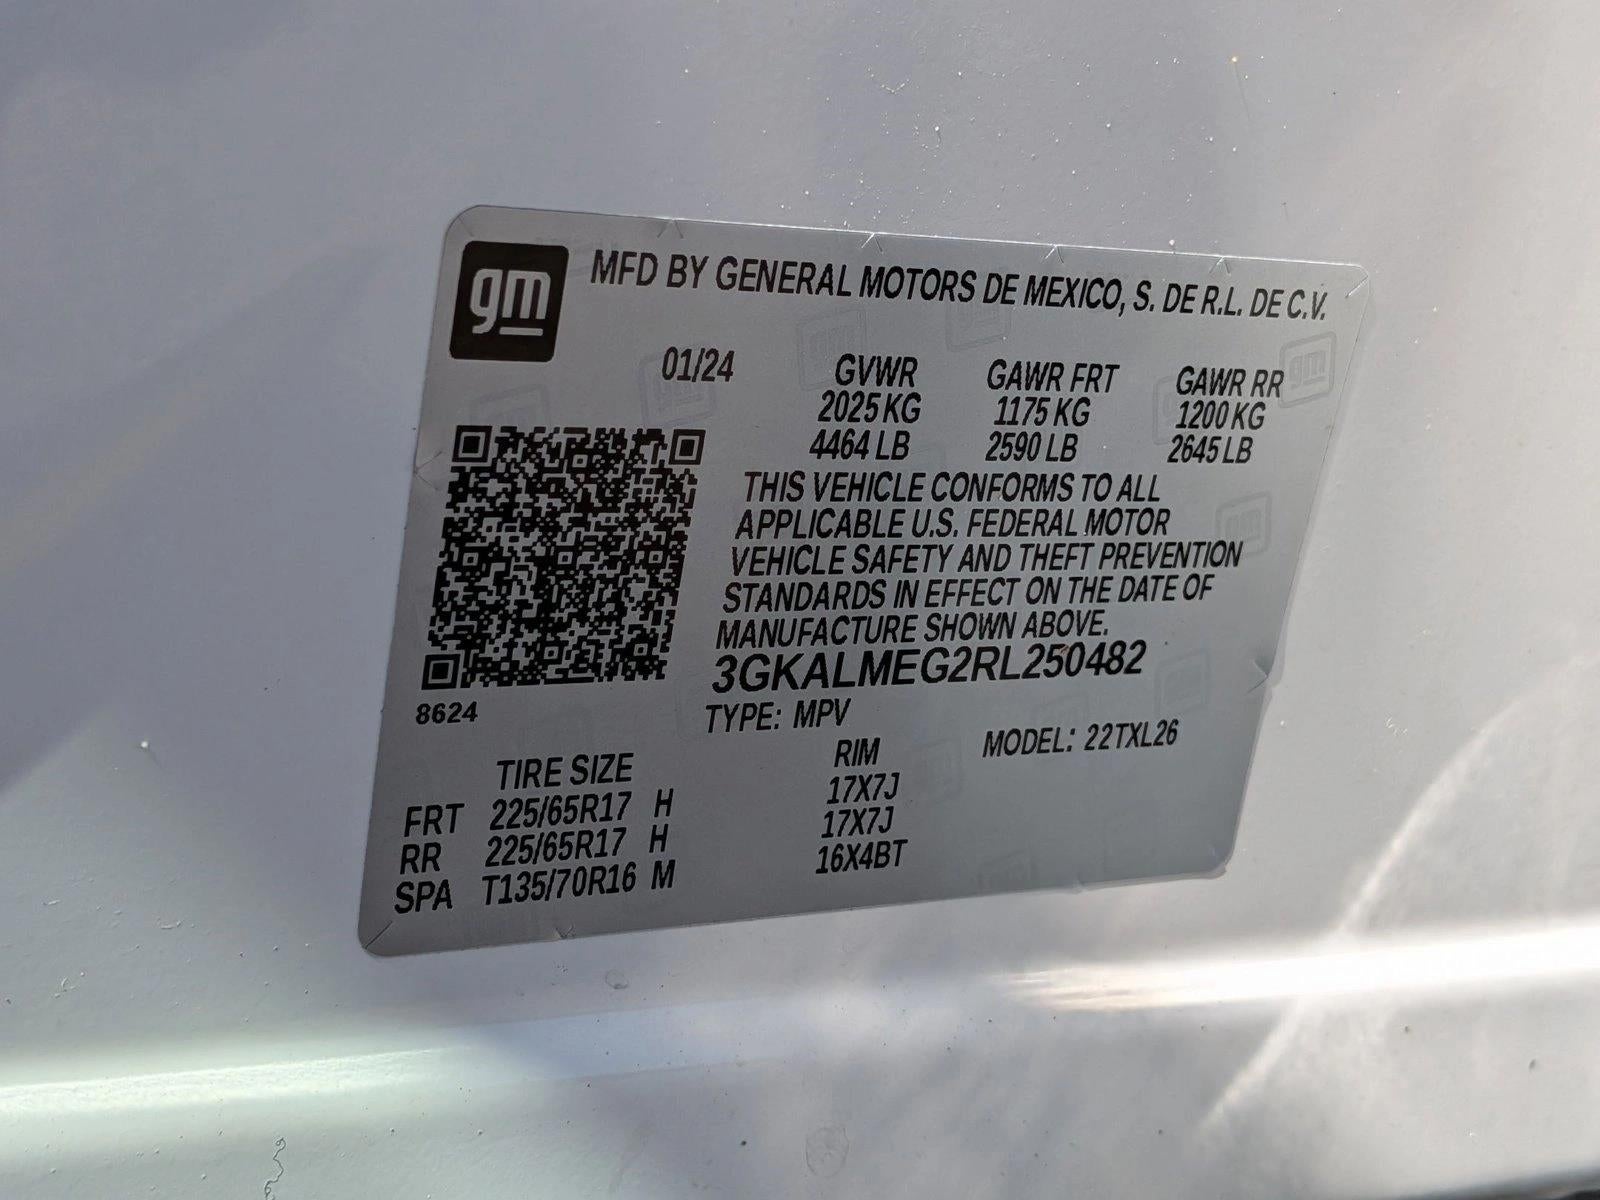 gm
MFD BY GENERAL MOTORS DE MEXICO, S. DE R.L. DE C.V.
01/24 GVWR GAWR FRT GAWR RR
2025 KG 1175 KG 1200 KG
4464 LB 2590 LB 2645 LB
THIS VEHICLE CONFORMS TO ALL
APPLICABLE U.S. FEDERAL MOTOR
VEHICLE SAFETY AND THEFT PREVENTION
STANDARDS IN EFFECT ON THE DATE OF
MANUFACTURE SHOWN ABOVE.
3GKALMEG2RL250482
8624
TYPE: MPV
MODEL: 22TXL26
TIRE SIZE RIM
FRT 225/65R17 H 17X7J
RR 225/65R17 H 17X7J
SPA T135/70R16 M 16X4BT